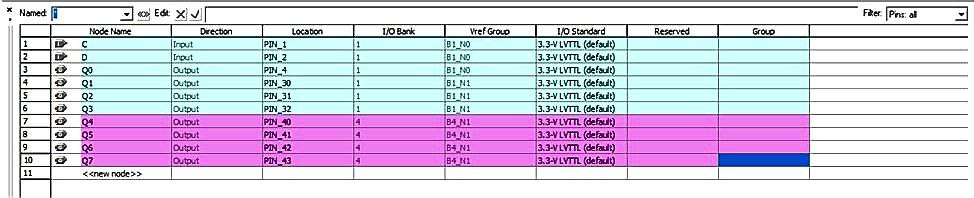 Named: * Edit: Filter: Pins: all
Node Name Direction Location I/O Bank Vref Group I/O Standard Reserved Group
1 C Input PIN_1 1 B1_N0 3.3-V LVTTL (default)
2 D Input PIN_2 1 B1_N0 3.3-V LVTTL (default)
3 Q0 Output PIN_4 1 B1_N0 3.3-V LVTTL (default)
4 Q1 Output PIN_30 1 B1_N1 3.3-V LVTTL (default)
5 Q2 Output PIN_31 1 B1_N1 3.3-V LVTTL (default)
6 Q3 Output PIN_32 1 B1_N1 3.3-V LVTTL (default)
7 Q4 Output PIN_40 4 B4_N1 3.3-V LVTTL (default)
8 Q5 Output PIN_41 4 B4_N1 3.3-V LVTTL (default)
9 Q6 Output PIN_42 4 B4_N1 3.3-V LVTTL (default)
10 Q7 Output PIN_43 4 B4_N1 3.3-V LVTTL (default)
11 <<new node>>